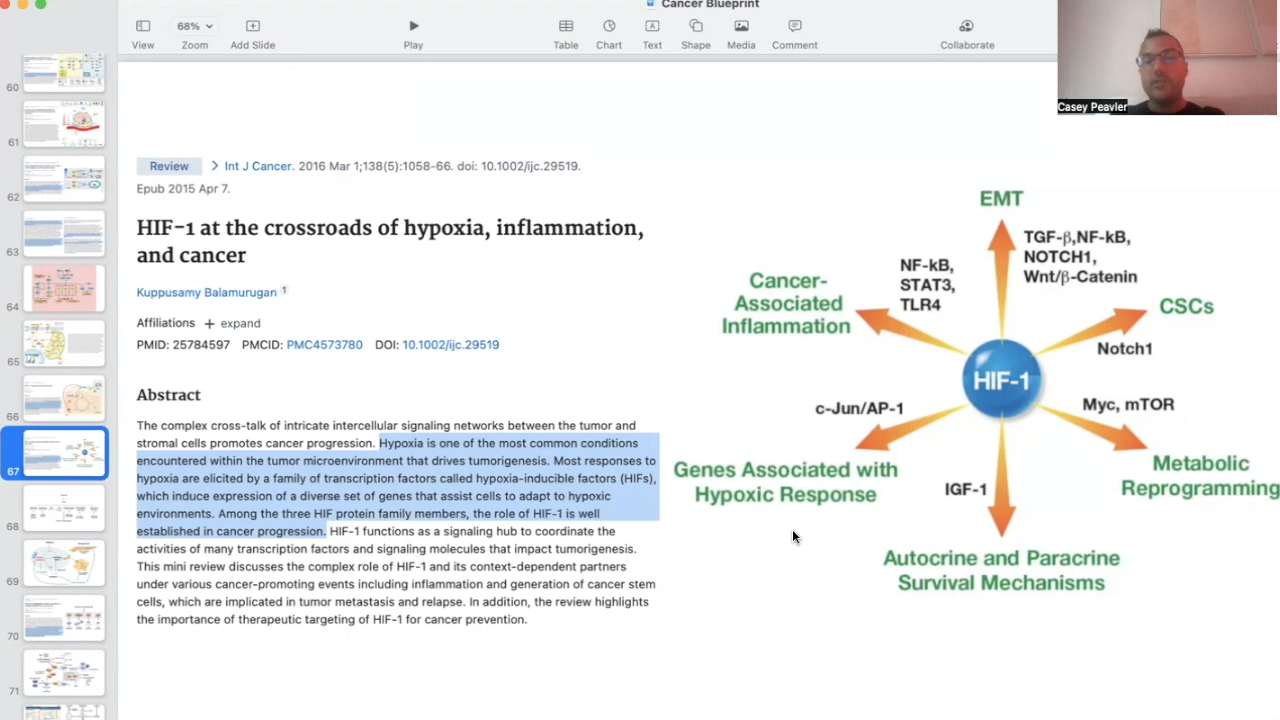 Cancer Blueprint
68%
View
Zoom
Add Slide
Play
Table
Chart
Text
Shape
Media
Comment
Collaborate
Casey Peavler
60
61
62
63
64
65
66
67
68
69
70
71
Review > Int J Cancer. 2016 Mar 1;138(5):1058-66. doi: 10.1002/ijc.29519.
Epub 2015 Apr 7.
HIF-1 at the crossroads of hypoxia, inflammation,
and cancer
Kuppusamy Balamurugan 1
Affiliations + expand
PMID: 25784597 PMCID: PMC4573780 DOI: 10.1002/ijc.29519
Abstract
The complex cross-talk of intricate intercellular signaling networks between the tumor and
stromal cells promotes cancer progression. Hypoxia is one of the most common conditions
encountered within the tumor microenvironment that drives tumorigenesis. Most responses to
hypoxia are elicited by a family of transcription factors called hypoxia-inducible factors (HIFs),
which induce expression of a diverse set of genes that assist cells to adapt to hypoxic
environments. Among the three HIF protein family members, the role of HIF-1 is well
established in cancer progression. HIF-1 functions as a signaling hub to coordinate the
activities of many transcription factors and signaling molecules that impact tumorigenesis.
This mini review discusses the complex role of HIF-1 and its context-dependent partners
under various cancer-promoting events including inflammation and generation of cancer stem
cells, which are implicated in tumor metastasis and relapse. In addition, the review highlights
the importance of therapeutic targeting of HIF-1 for cancer prevention.
EMT
TGF-β,NF-kB,
NOTCH1,
Wnt/β-Catenin
NF-kB,
STAT3,
TLR4
Cancer-
Associated
Inflammation
CSCs
Notch1
HIF-1
c-Jun/AP-1
Myc, mTOR
Genes Associated with
Hypoxic Response
Metabolic
Reprogramming
IGF-1
Autocrine and Paracrine
Survival Mechanisms